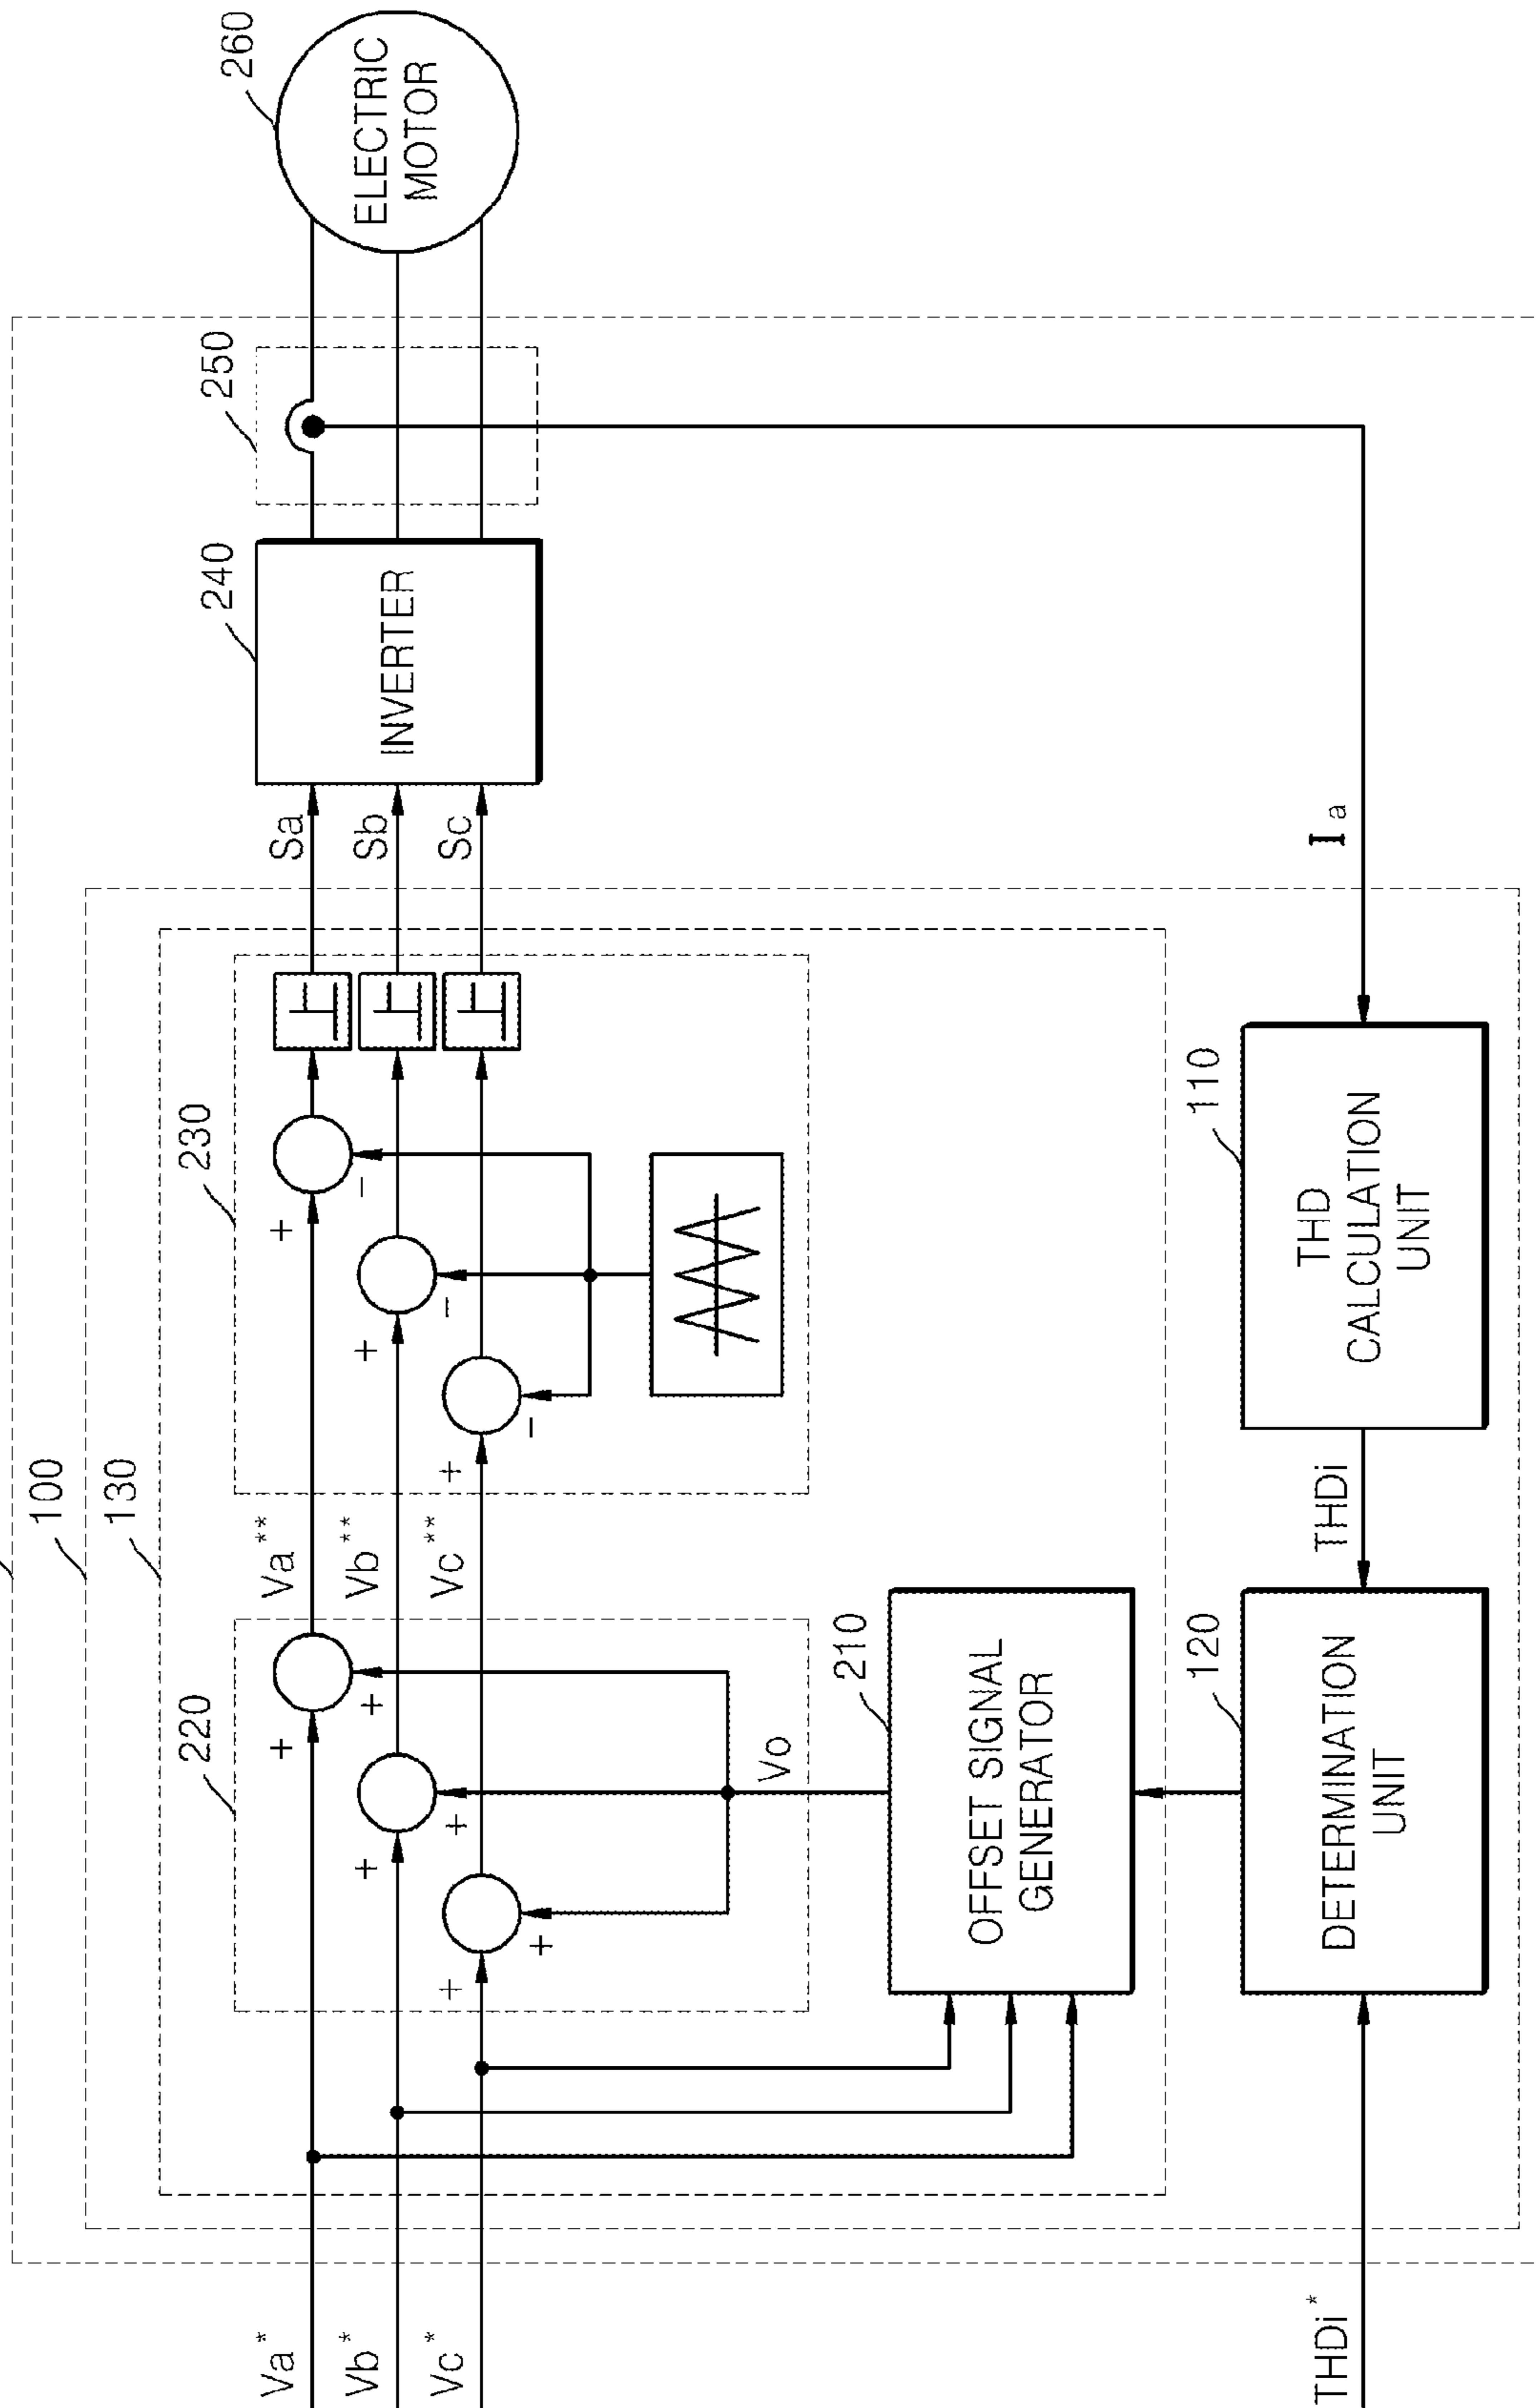 100
130
220
230
240
250
260
Va*
Vb*
Vc*
+
+
+
+
+
+
Va**
Vb**
Vc**
+
-
+
-
+
-
Sa
Sb
Sc
INVERTER
ELECTRIC
MOTOR
Vo
210
OFFSET SIGNAL
GENERATOR
120
DETERMINATION
UNIT
THDi*
THDi
110
THD
CALCULATION
UNIT
Ia